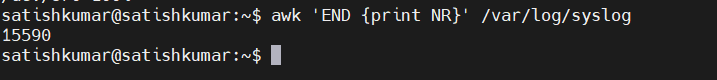 satishkumar@satishkumar:~$ awk 'END {print NR}' /var/log/syslog
15590
satishkumar@satishkumar:~$